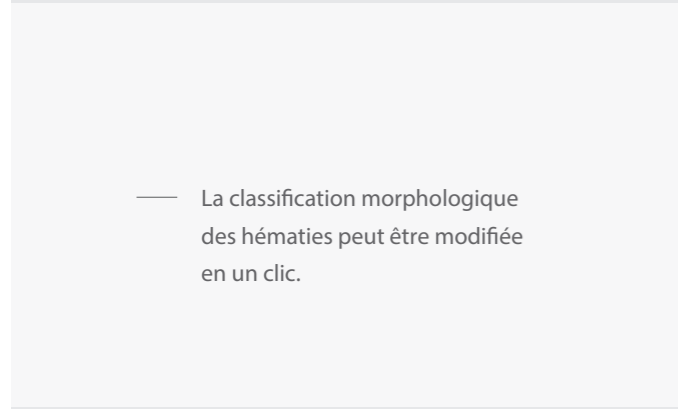 La classification morphologique
des hématies peut être modifiée
en un clic.